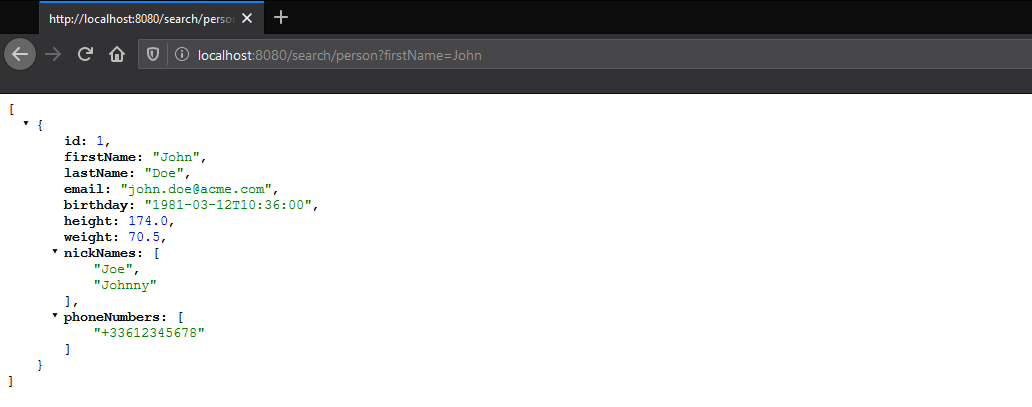 http://localhost:8080/search/perso
localhost:8080/search/person?firstName=John
[
{
id: 1,
firstName: "John",
lastName: "Doe",
email: "john.doe@acme.com",
birthday: "1981-03-12T10:36:00",
height: 174.0,
weight: 70.5,
nickNames: [
"Joe",
"Johnny"
],
phoneNumbers: [
"+33612345678"
]
}
]